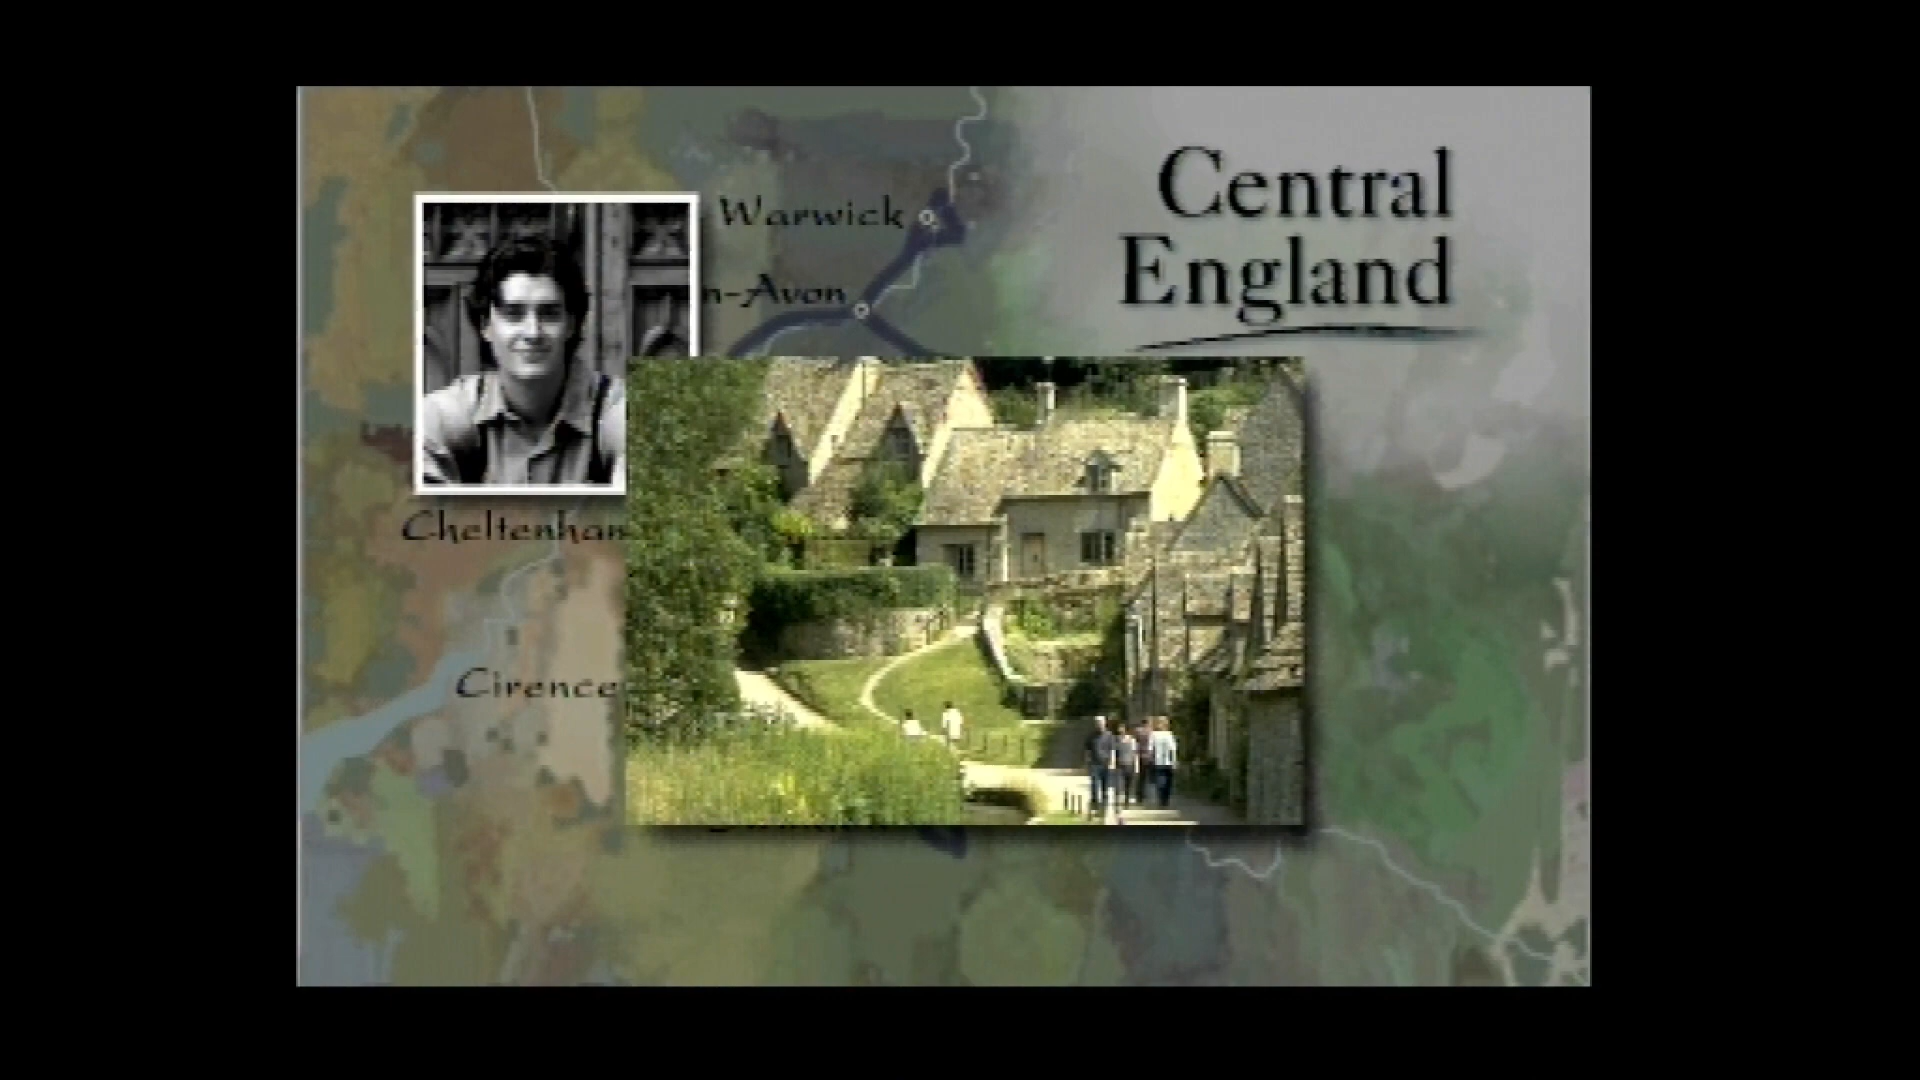 Central
England
Warwick
n-Avon
Cheltenham
Cirence